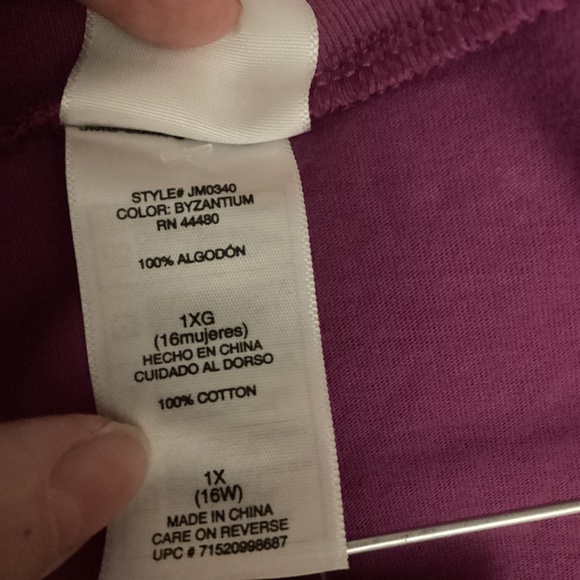 STYLE# JM0340
COLOR: BYZANTIUM
RN 44480
100% ALGODÓN
1XG
(16mujeres)
HECHO EN CHINA
CUIDADO AL DORSO
100% COTTON
1X
(16W)
MADE IN CHINA
CARE ON REVERSE
UPC # 71520998687